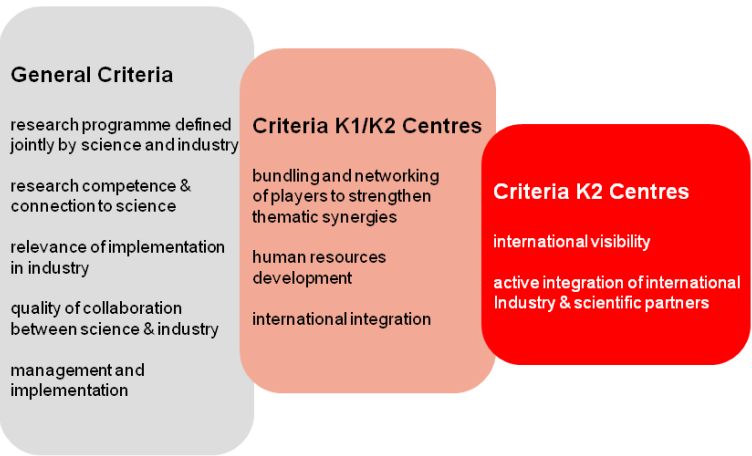 General Criteria
research programme defined
jointly by science and industry
research competence &
connection to science
relevance of implementation
in industry
quality of collaboration
between science & industry
management and
implementation
Criteria K1/K2 Centres
bundling and networking
of players to strengthen
thematic synergies
human resources
development
international integration
Criteria K2 Centres
international visibility
active integration of international
Industry & scientific partners